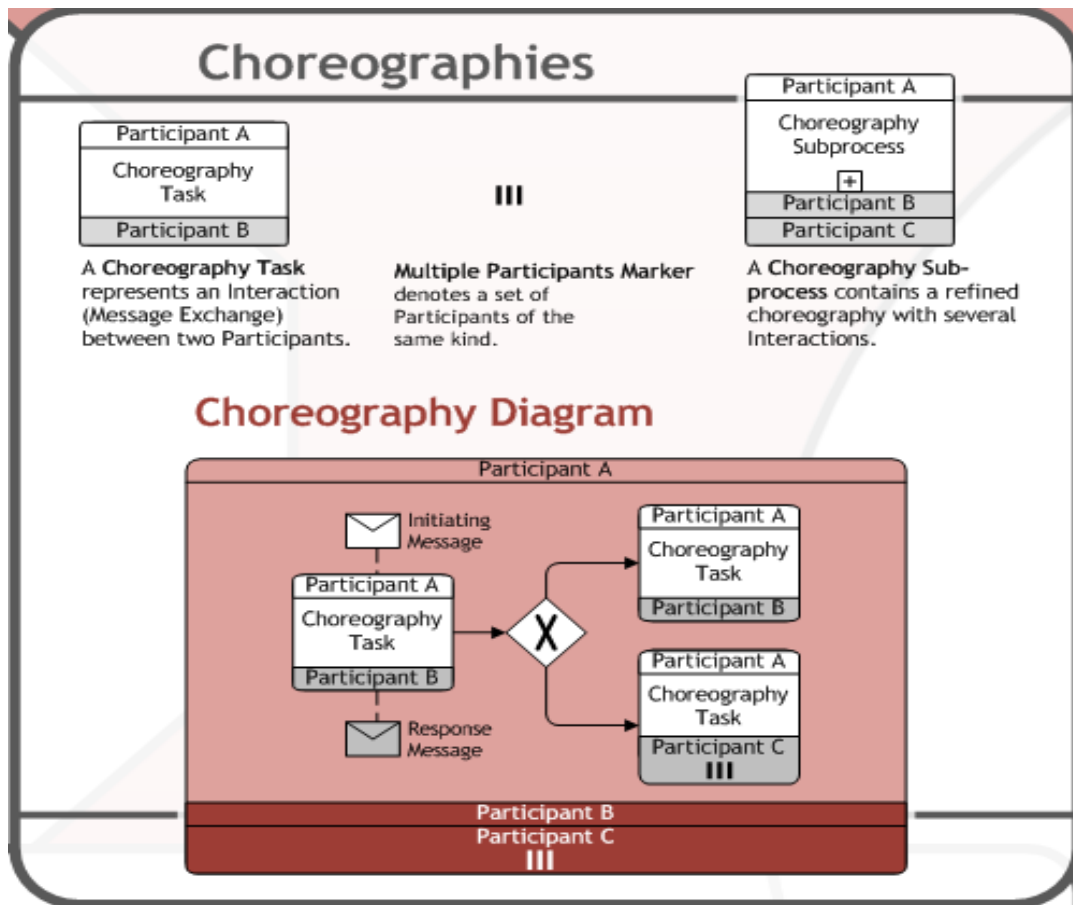 Choreographies
Participant A
Choreography
Task
Participant B
A Choreography Task
represents an Interaction
(Message Exchange)
between two Participants.
Multiple Participants Marker
denotes a set of
Participants of the
same kind.
Participant A
Choreography
Subprocess
+
Participant B
Participant C
A Choreography Sub-
process contains a refined
choreography with several
Interactions.
Choreography Diagram
Participant A
Initiating
Message
Participant A
Choreography
Task
Participant B
Response
Message
X
Participant A
Choreography
Task
Participant B
Participant A
Choreography
Task
Participant C
Participant B
Participant C